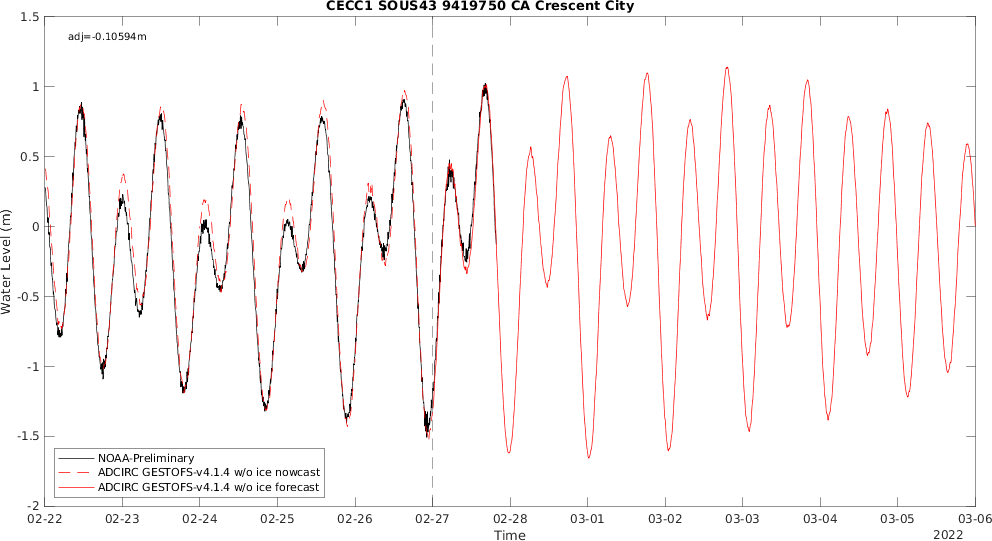 CECC1 SOUS43 9419750 CA Crescent City
adj=-0.10594m
1.5
1
0.5
0
-0.5
-1
-1.5
-2
Water Level (m)
NOAA-Preliminary
ADCIRC GESTOFS-v4.1.4 w/o ice nowcast
ADCIRC GESTOFS-v4.1.4 w/o ice forecast
02-22 02-23 02-24 02-25 02-26 02-27 02-28 03-01 03-02 03-03 03-04 03-05 03-06
Time
2022